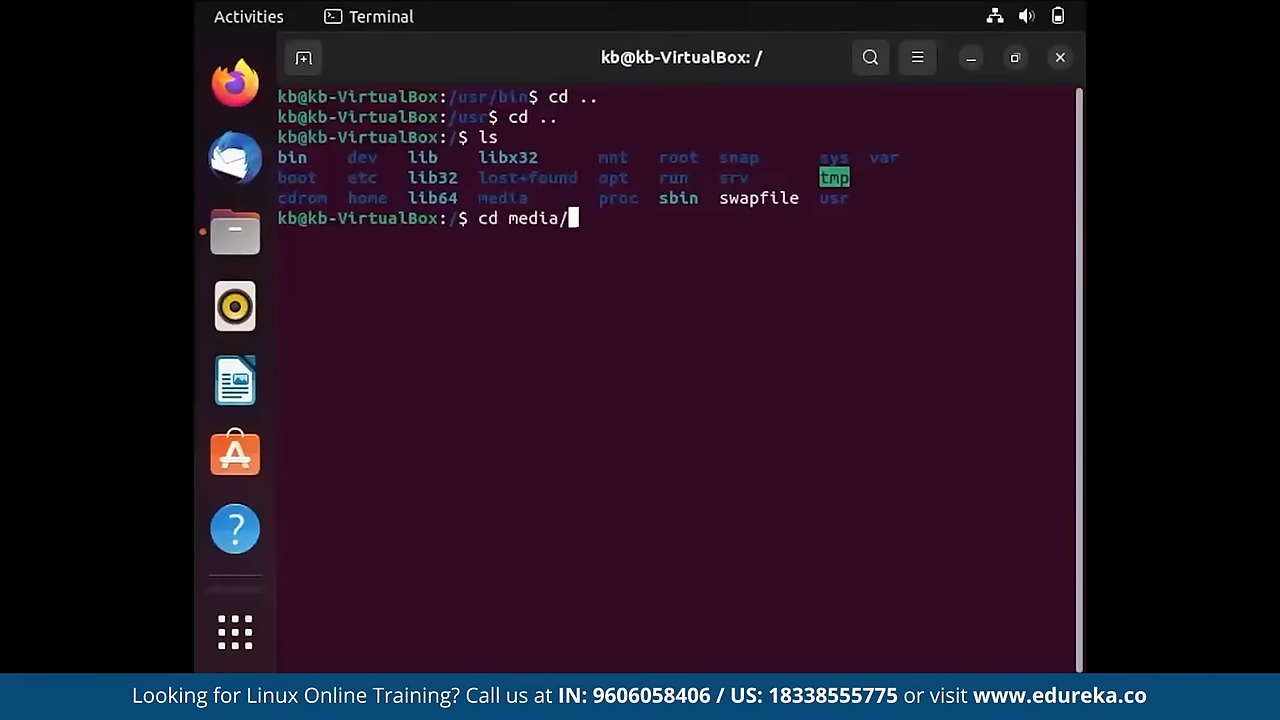 Activities Terminal
kb@kb-VirtualBox: /
kb@kb-VirtualBox:/usr/bin$ cd ..
kb@kb-VirtualBox:/usr$ cd ..
kb@kb-VirtualBox:/$ ls
bin dev lib libx32 mnt root snap sys var
boot etc lib32 lost+found opt run srv tmp
cdrom home lib64 media proc sbin swapfile usr
kb@kb-VirtualBox:/$ cd media/
Looking for Linux Online Training? Call us at IN: 9606058406 / US: 18338555775 or visit www.edureka.co